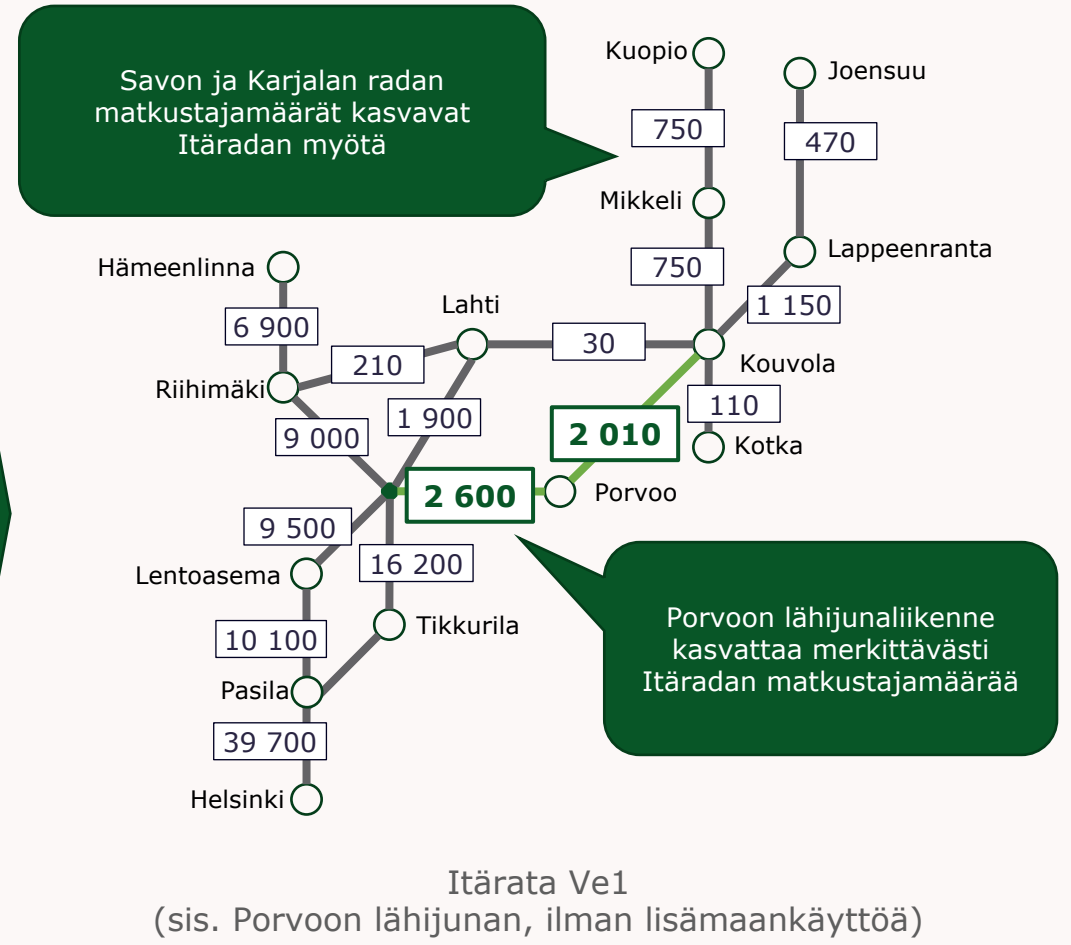 Savon ja Karjalan radan
matkustajamäärät kasvavat
Itäradan myötä
Kuopio
Joensuu
750
470
Mikkeli
Lappeenranta
Hämeenlinna
750
1 150
6 900
Lahti
30
210
Kouvola
Riihimäki
1 900
110
9 000
2 010
Kotka
2 600
Porvoo
9 500
16 200
Lentoasema
Tikkurila
10 100
Pasila
39 700
Helsinki
Porvoon lähijunaliikenne
kasvattaa merkittävästi
Itäradan matkustajamäärää
Itärata Ve1
(sis. Porvoon lähijunan, ilman lisämaankäyttöä)